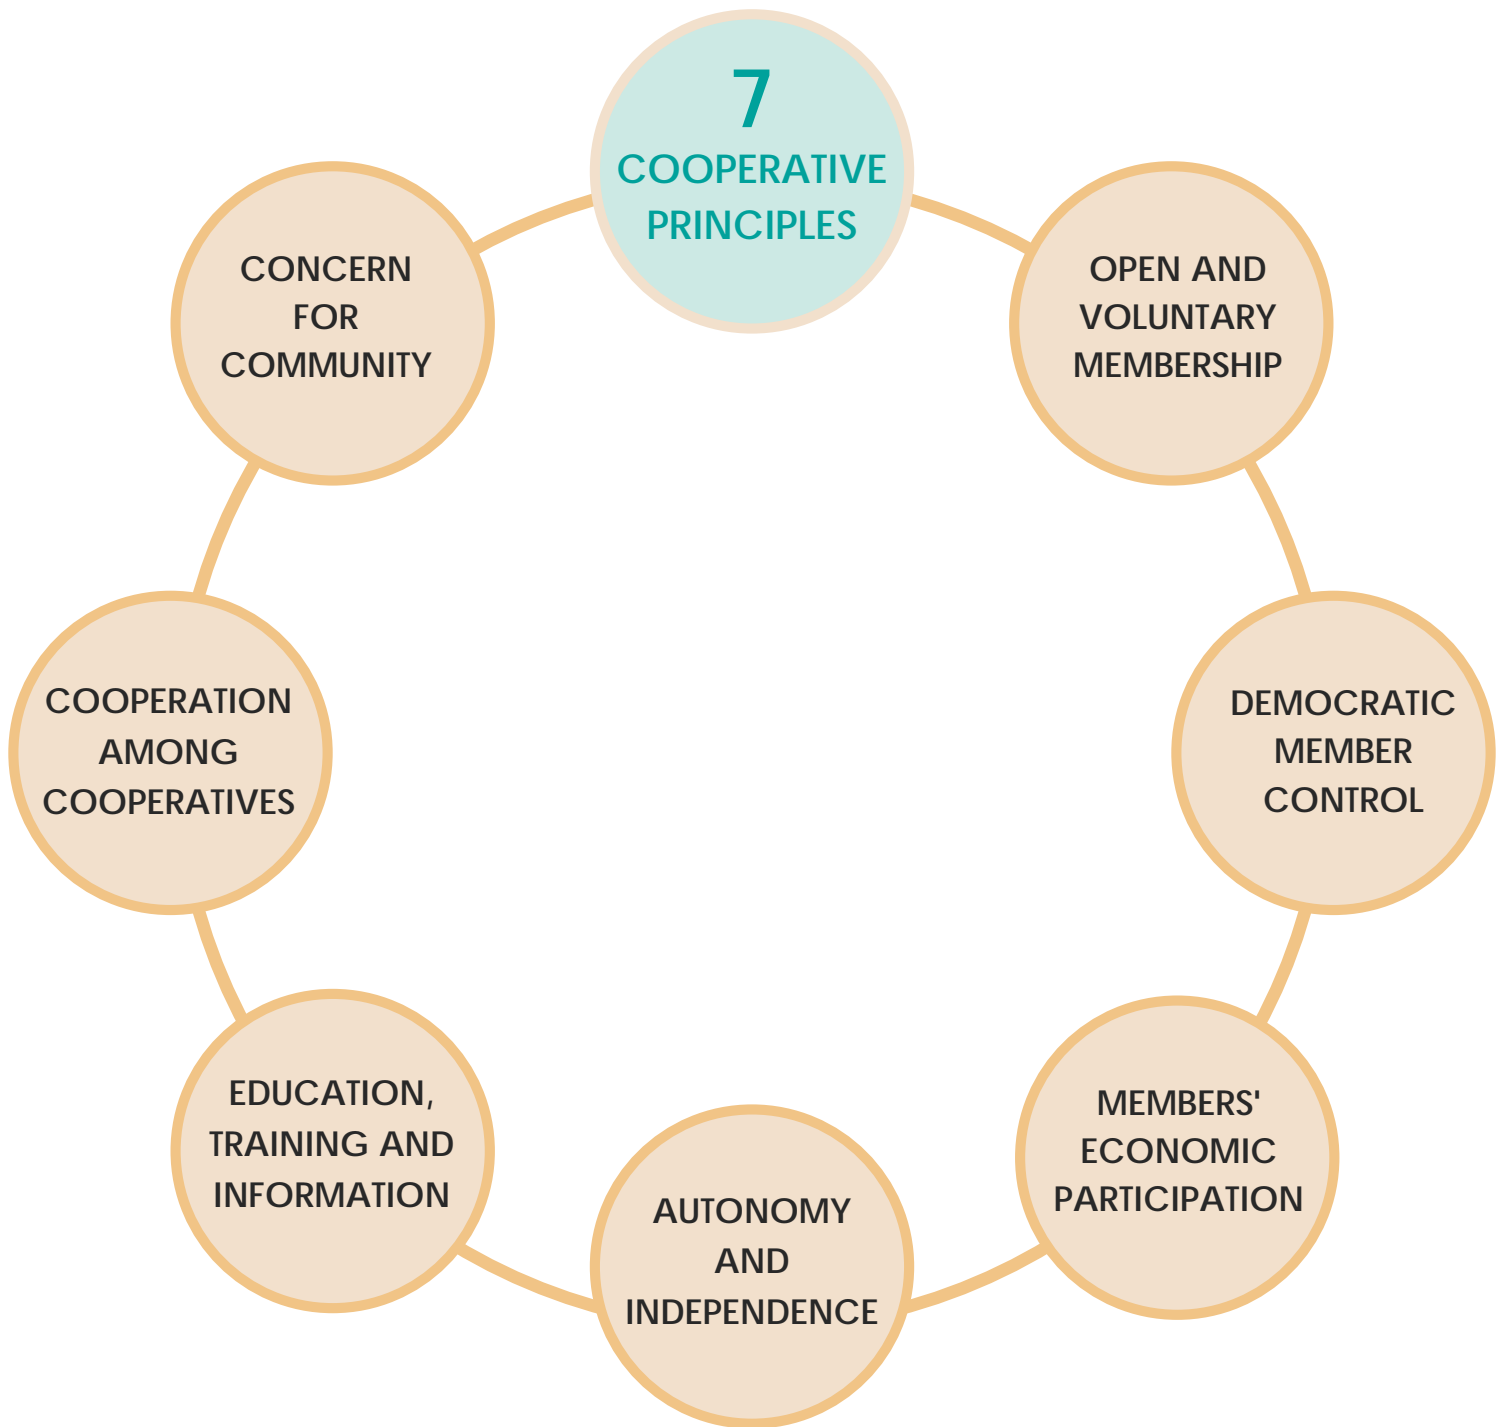 7
COOPERATIVE
PRINCIPLES
OPEN AND
VOLUNTARY
MEMBERSHIP
DEMOCRATIC
MEMBER
CONTROL
MEMBERS'
ECONOMIC
PARTICIPATION
AUTONOMY
AND
INDEPENDENCE
EDUCATION,
TRAINING AND
INFORMATION
COOPERATION
AMONG
COOPERATIVES
CONCERN
FOR
COMMUNITY